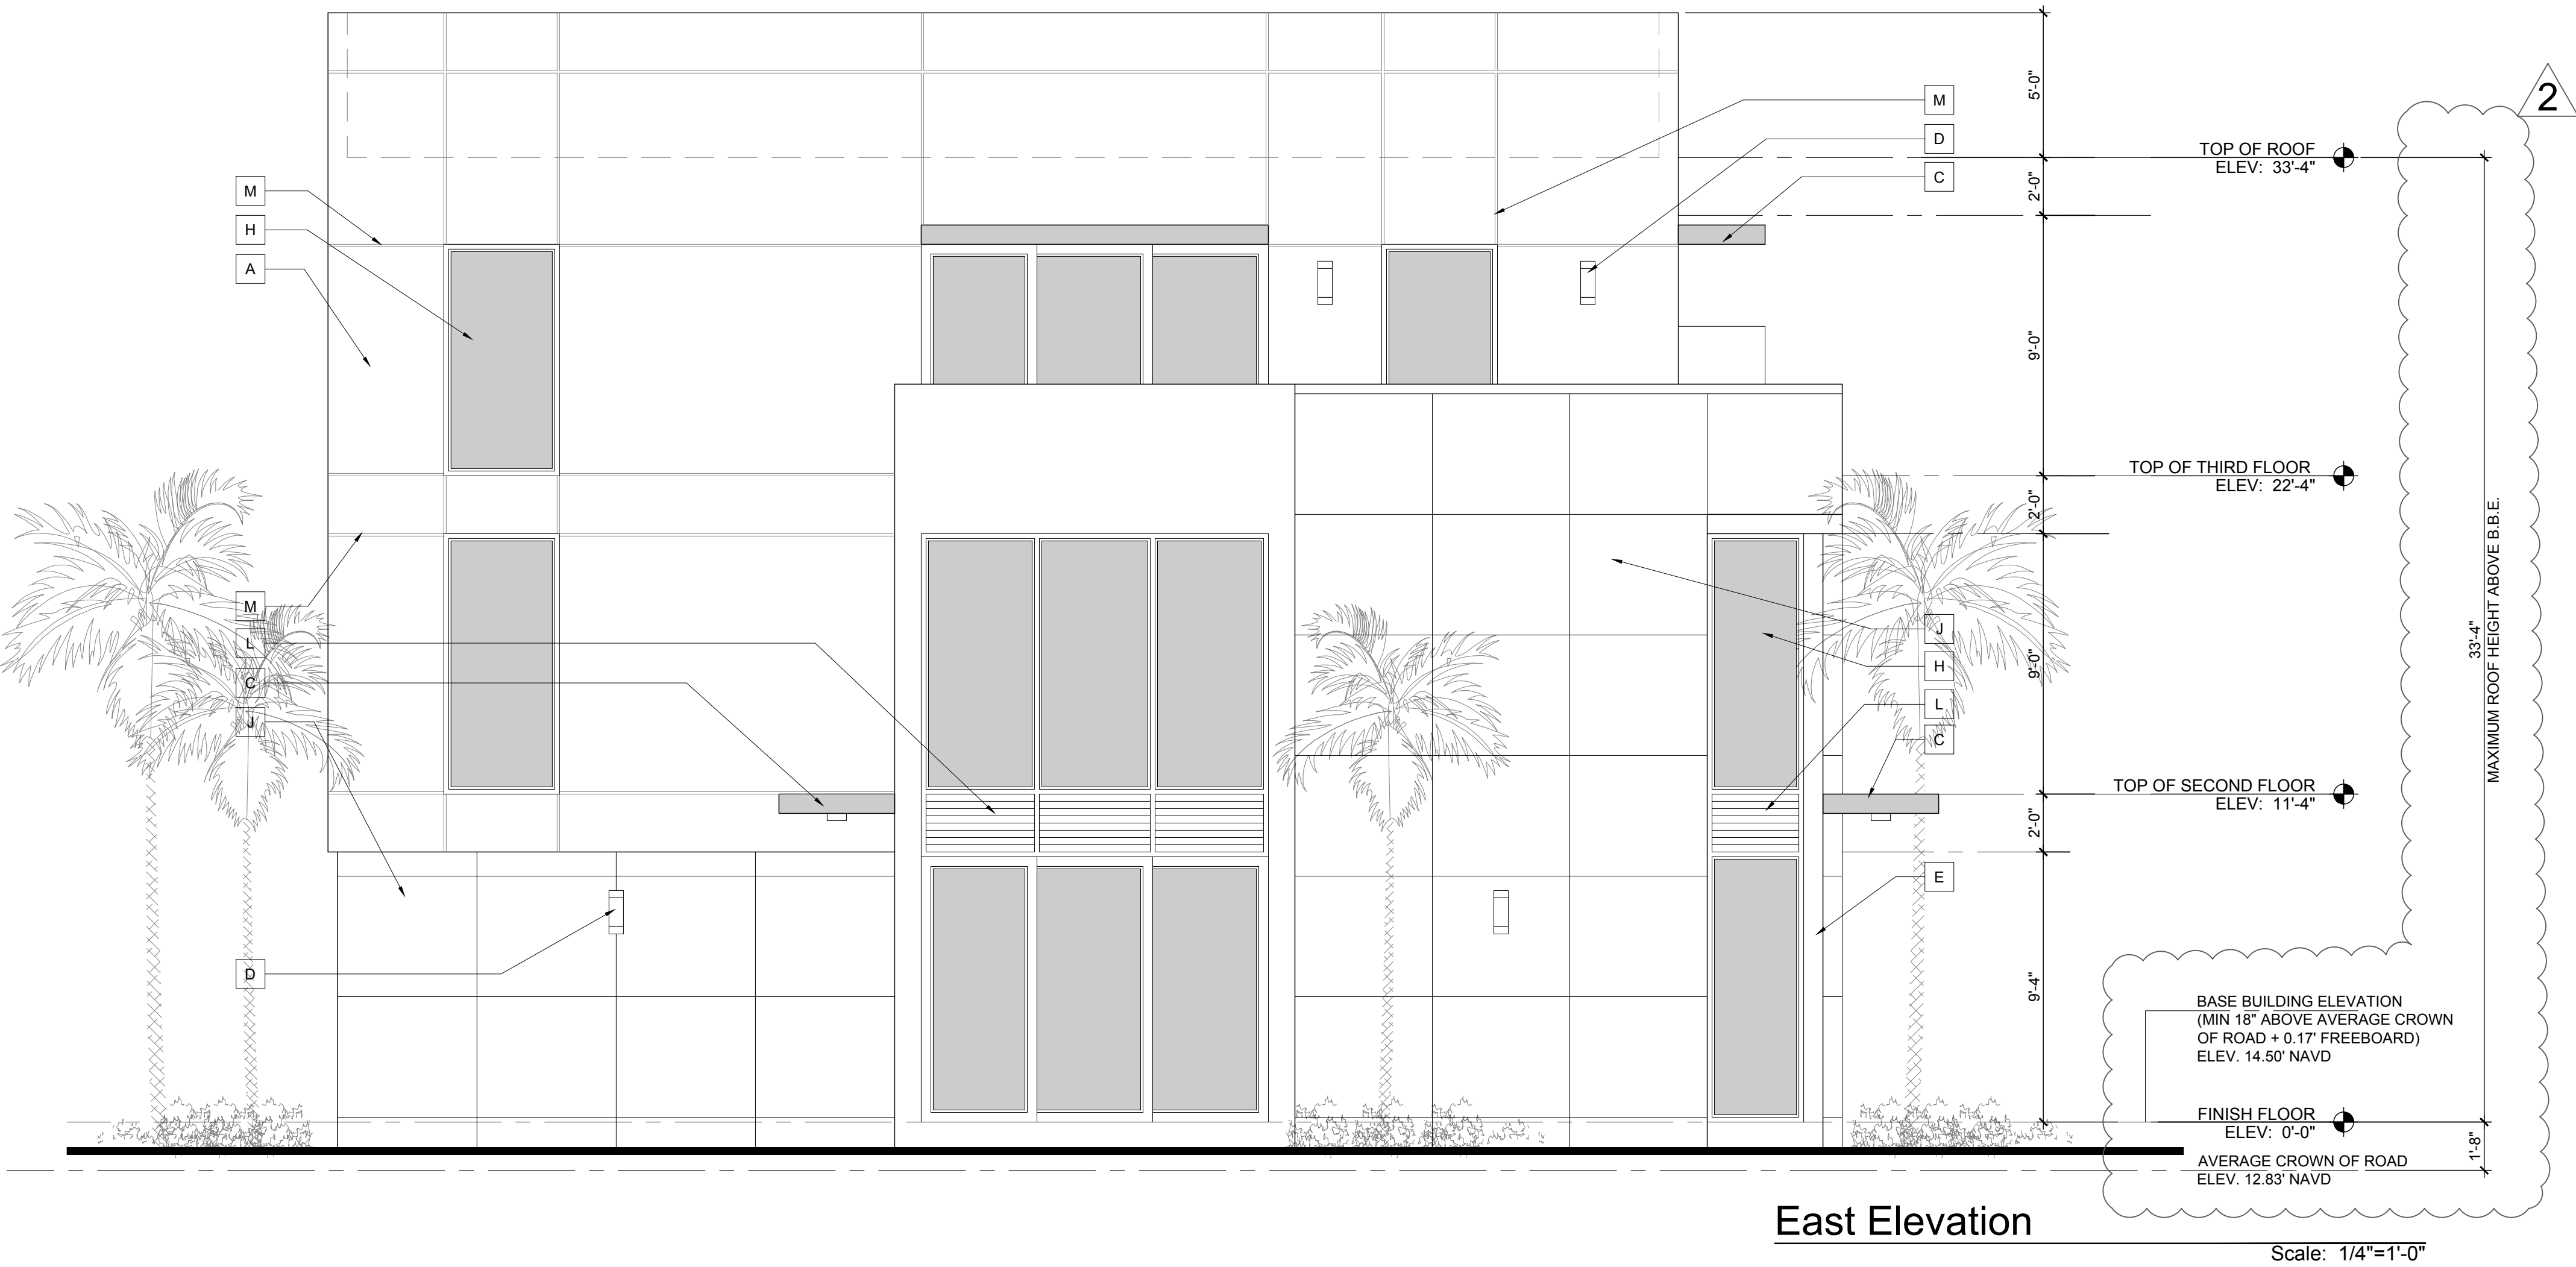 2
M
D
C
M
H
A
5'-0"
TOP OF ROOF
ELEV: 33'-4"
2'-0"
9'-0"
TOP OF THIRD FLOOR
ELEV: 22'-4"
2'-0"
M
L
C
J
J
H
L
C
9'-0"
33'-4"
MAXIMUM ROOF HEIGHT ABOVE B.B.E.
TOP OF SECOND FLOOR
ELEV: 11'-4"
2'-0"
E
D
9'-4"
BASE BUILDING ELEVATION
(MIN 18" ABOVE AVERAGE CROWN
OF ROAD + 0.17' FREEBOARD)
ELEV. 14.50' NAVD
FINISH FLOOR
ELEV: 0'-0"
1'-8"
AVERAGE CROWN OF ROAD
ELEV. 12.83' NAVD
East Elevation
Scale: 1/4"=1'-0"